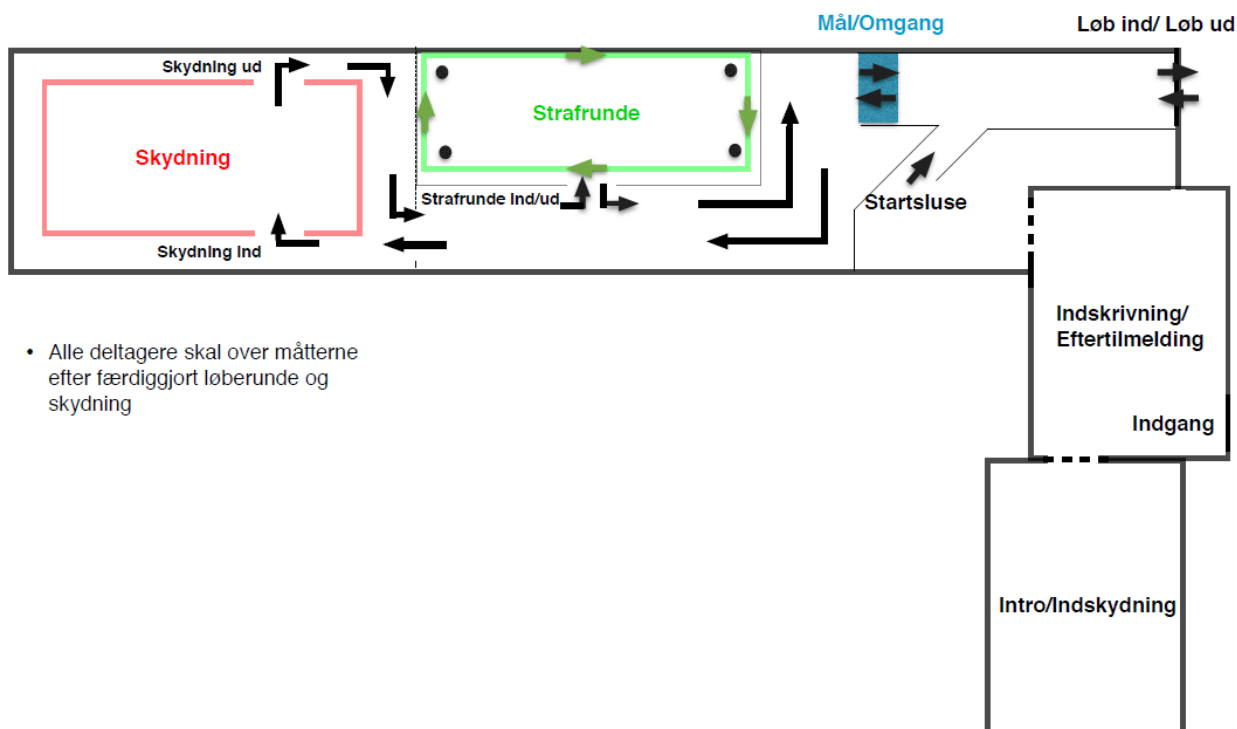 Mål/Omgang
Løb ind/ Løb ud
Skydning ud
Strafrunde
Skydning
Strafrunde Ind/ud
Startsluse
Skydning Ind
Indskrivning/
Eftertilmelding
• Alle deltagere skal over måtterne
efter færdiggjort løberunde og
skydning
Indgang
Intro/Indskydning